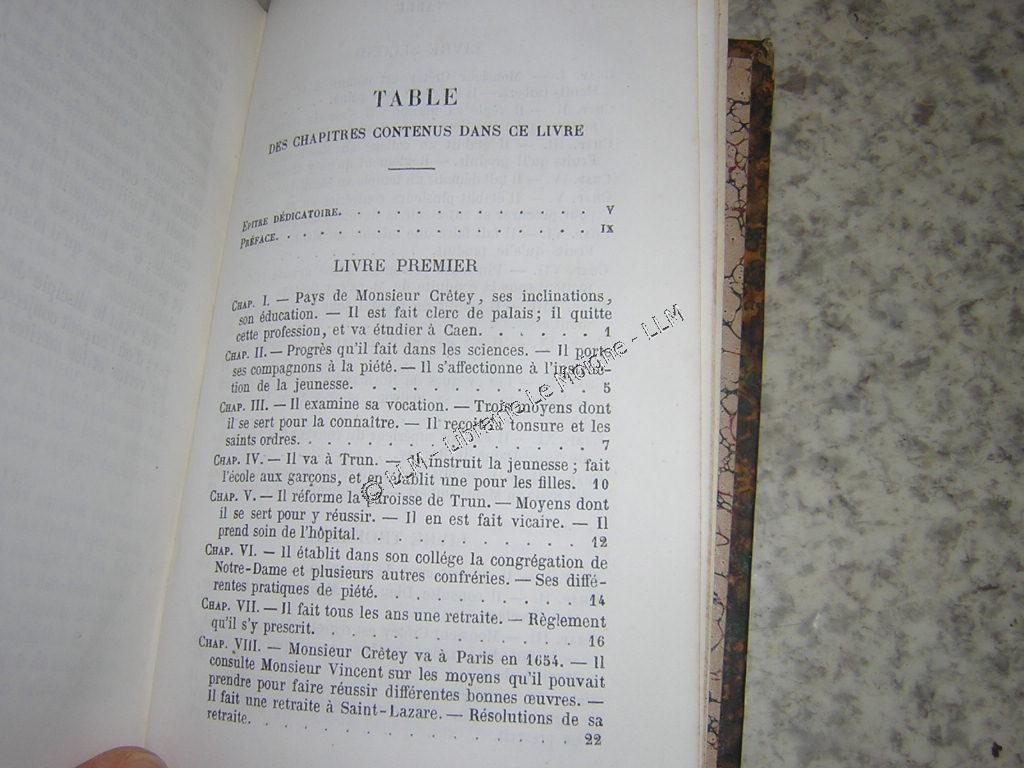 TABLE
DES CHAPITRES CONTENUS DANS CE LIVRE
EPITRE DÉDICATOIRE. . . . . . . . . . . . . V
PRÉFACE. . . . . . . . . . . . . . . . IX
LIVRE PREMIER
CHAP. I. — Pays de Monsieur Crêtey, ses inclinations,
son éducation. — Il est fait clerc de palais; il quitte
cette profession, et va étudier à Caen. . . . . . 1
CHAP. II. — Progrès qu'il fait dans les sciences. — Il porte
ses compagnons à la piété. — Il s'affectionne à l'instruc-
tion de la jeunesse. . . . . . . . . . . . 5
CHAP. III. — Il examine sa vocation. — Trois moyens dont
il se sert pour la connaître. — Il reçoit la tonsure et les
saints ordres. . . . . . . . . . . . . . 7
CHAP. IV. — Il va à Trun. — Il instruit la jeunesse; fait
l'école aux garçons, et en établit une pour les filles. 10
CHAP. V. — Il réforme la paroisse de Trun. — Moyens dont
il se sert pour y réussir. — Il en est fait vicaire. — Il
prend soin de l'hôpital. . . . . . . . . . . 12
CHAP. VI. — Il établit dans son collége la congrégation de
Notre-Dame et plusieurs autres confréries. — Ses diffé-
rentes pratiques de piété. . . . . . . . . . 14
CHAP. VII. — Il fait tous les ans une retraite. — Règlement
qu'il s'y prescrit. . . . . . . . . . . . . 16
CHAP. VIII. — Monsieur Crêtey va à Paris en 1654. — Il
consulte Monsieur Vincent sur les moyens qu'il pouvait
prendre pour faire réussir différentes bonnes œuvres. —
Il fait une retraite à Saint-Lazare. — Résolutions de sa
retraite. . . . . . . . . . . . . . . . 22
© LLM - Librairie Le Moigne - LLM